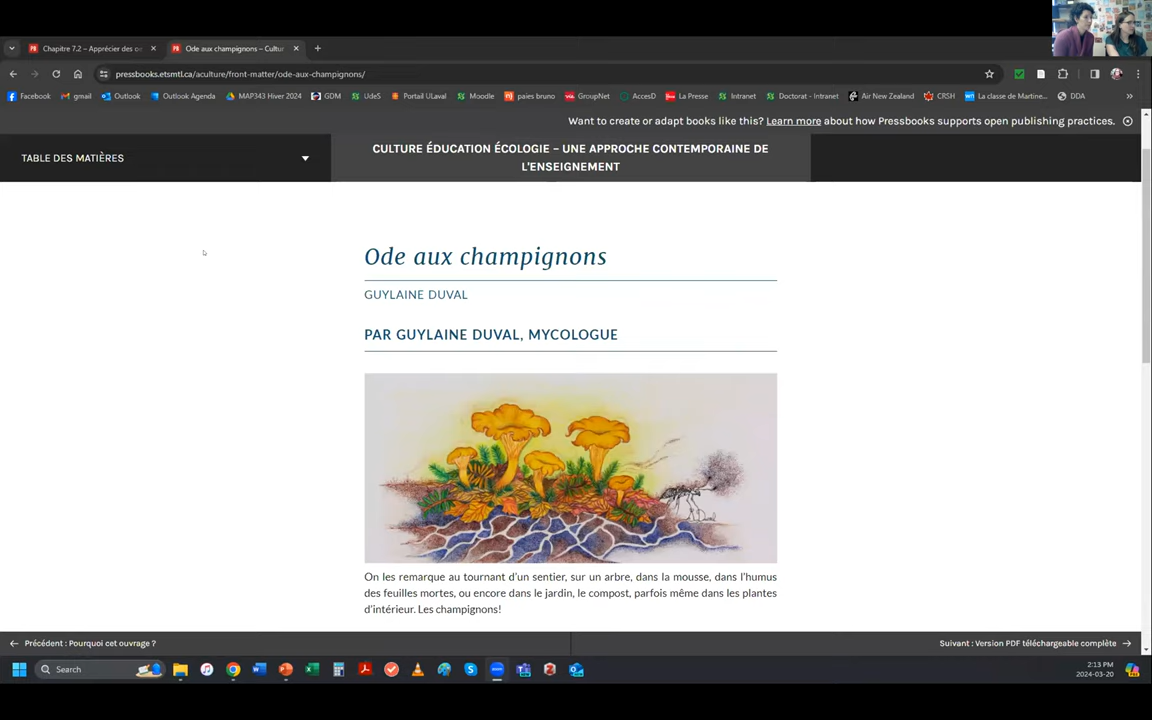 Chapitre 7.2 – Apprécier des oe
Ode aux champignons – Cultur
pressbooks.etsmtl.ca/aculture/front-matter/ode-aux-champignons/
Facebook gmail Outlook Outlook Agenda MAP343 Hiver 2024 GDM UdeS Portail ULaval Moodle paies bruno GroupNet AccesD La Presse Intranet Doctorat - Intranet Air New Zealand CRSH La classe de Martine... DDA
Want to create or adapt books like this? Learn more about how Pressbooks supports open publishing practices.
TABLE DES MATIÈRES
CULTURE ÉDUCATION ÉCOLOGIE – UNE APPROCHE CONTEMPORAINE DE
L'ENSEIGNEMENT
Ode aux champignons
GUYLAINE DUVAL
PAR GUYLAINE DUVAL, MYCOLOGUE
On les remarque au tournant d'un sentier, sur un arbre, dans la mousse, dans l'humus
des feuilles mortes, ou encore dans le jardin, le compost, parfois même dans les plantes
d'intérieur. Les champignons!
Précédent : Pourquoi cet ouvrage ?
Suivant : Version PDF téléchargeable complète
Search
2:13 PM
2024-03-20